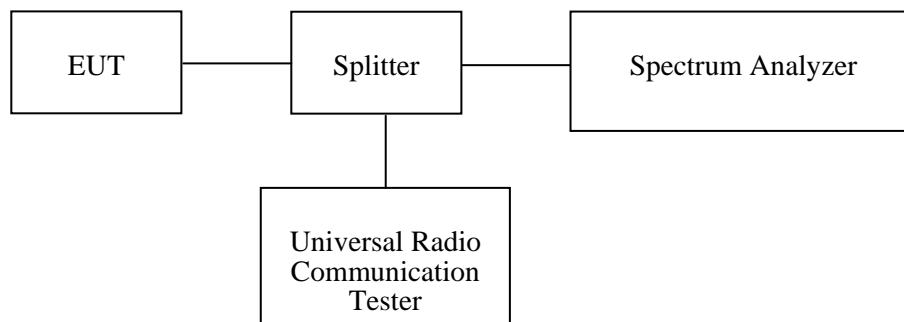 EUT
Splitter
Spectrum Analyzer
Universal Radio
Communication
Tester